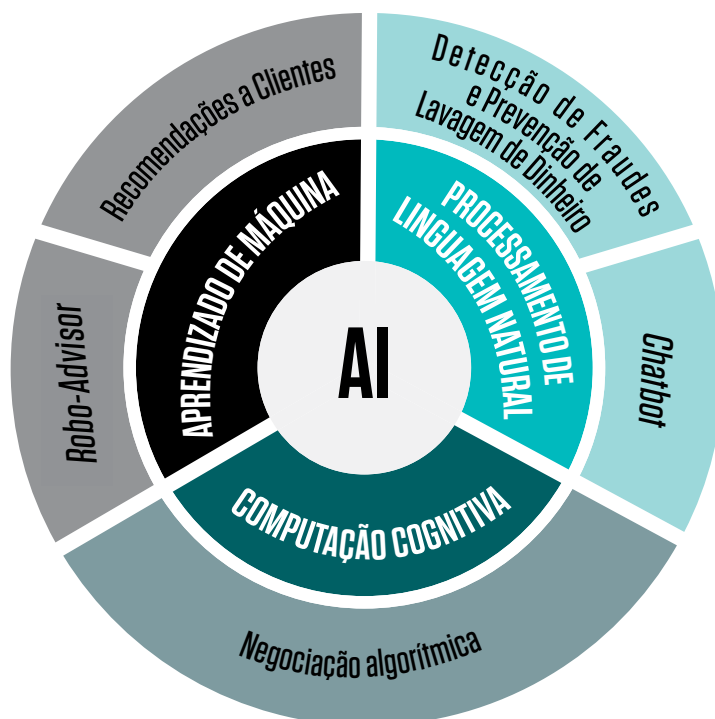 Recomendações a Clientes
Detecção de Fraudes
e Prevenção de
Lavagem de Dinheiro
APRENDIZADO DE MÁQUINA
PROCESSAMENTO DE
LINGUAGEM NATURAL
Robo-Advisor
AI
Chatbot
COMPUTAÇÃO COGNITIVA
Negociação algorítmica